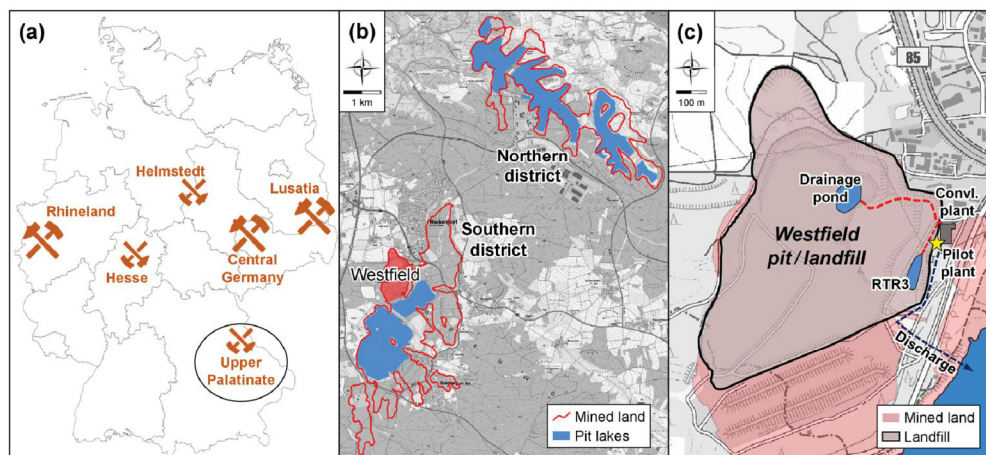 (a)
Helmstedt
Lusatia
Rhineland
Hesse
Central
Germany
Upper
Palatinate
(b)
1 km
Northern
district
Southern
district
Westfield
Mined land
Pit lakes
(c)
100 m
85
Drainage
pond
Convl.
plant
Westfield
pit / landfill
Pilot
plant
RTR3
Discharge
Mined land
Landfill